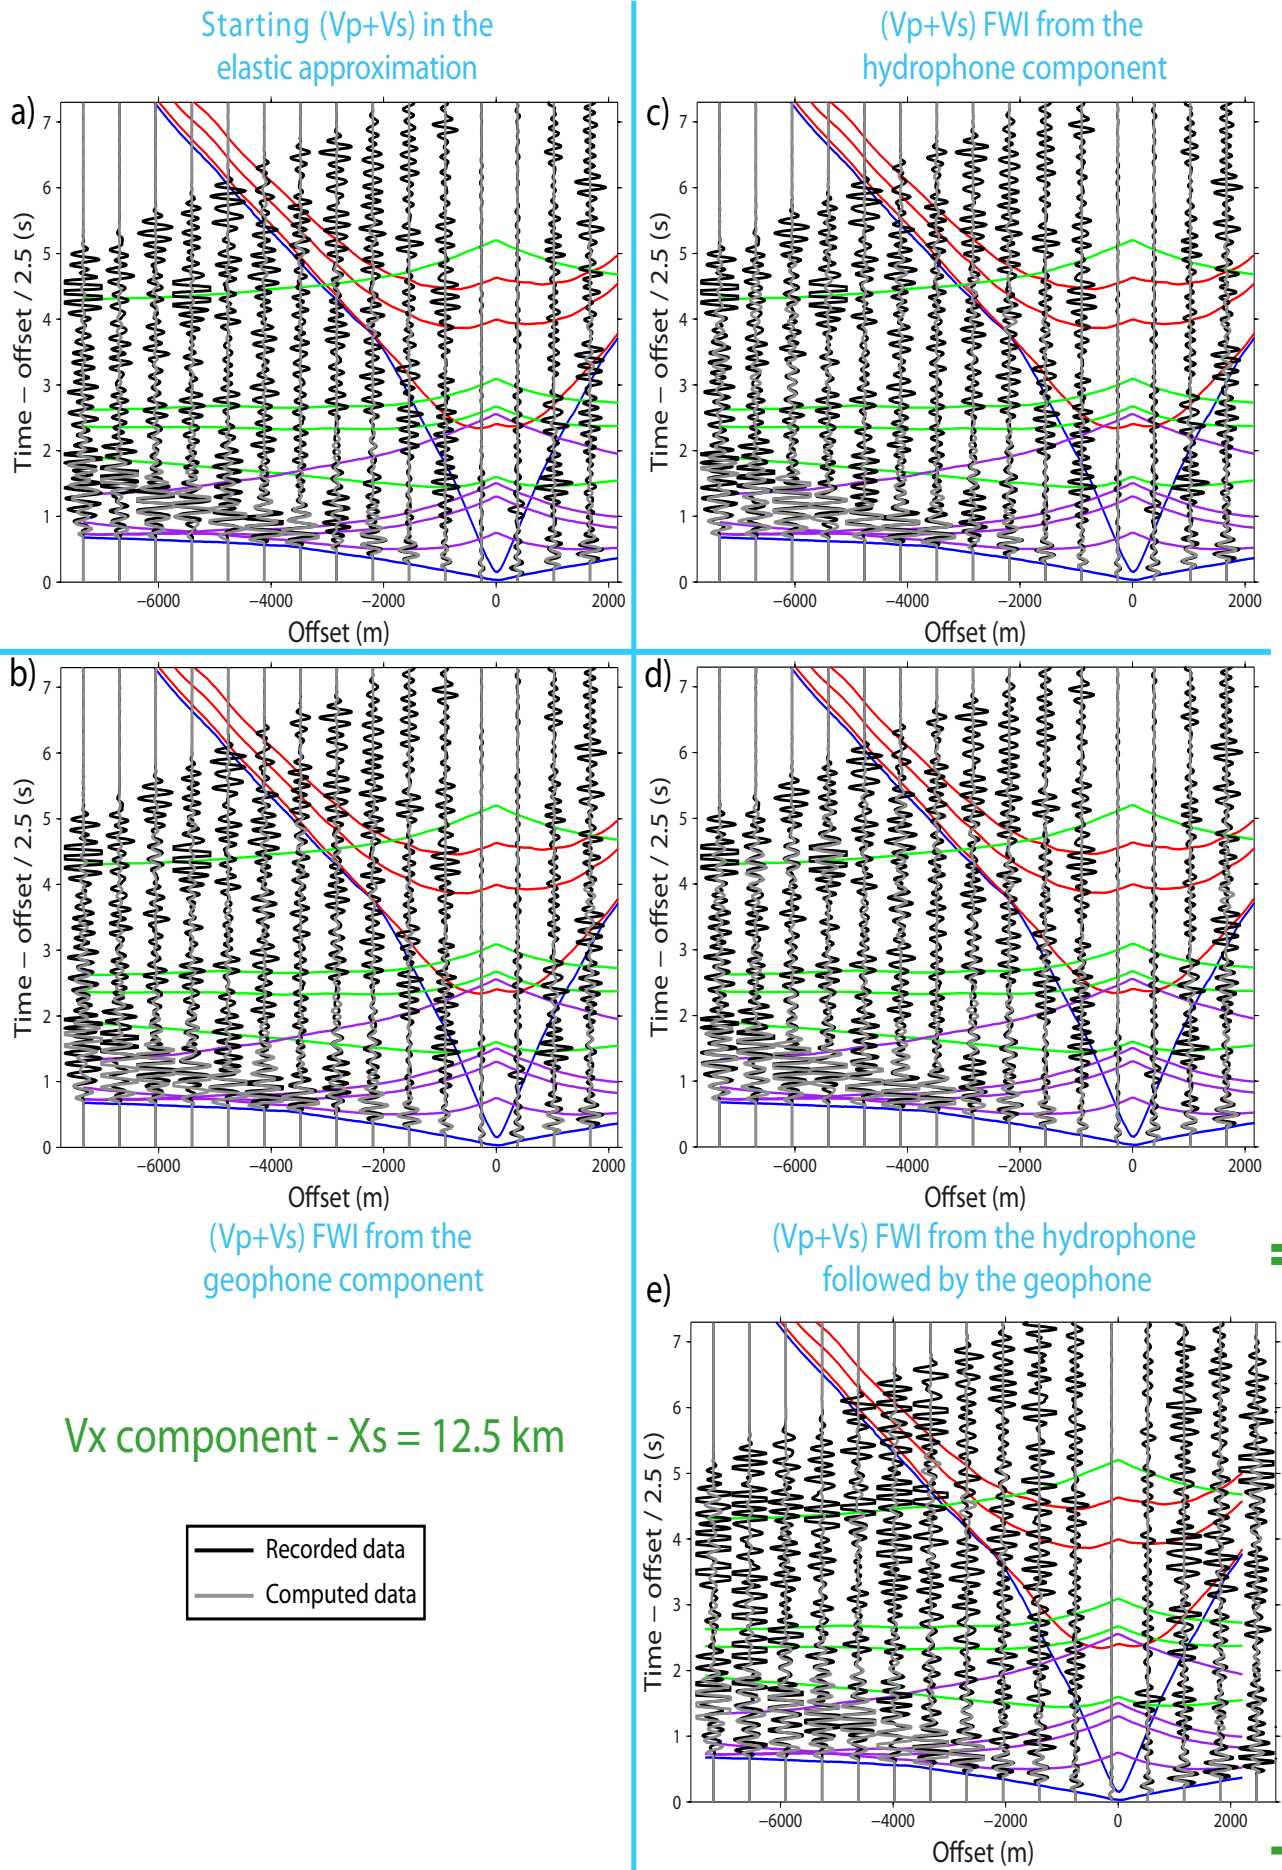 Starting (Vp+Vs) in the
elastic approximation
(Vp+Vs) FWI from the
hydrophone component
a)
7
6
5
4
3
2
1
0
Time – offset / 2.5 (s)
−6000 −4000 −2000 0 2000
Offset (m)
c)
7
6
5
4
3
2
1
0
Time – offset / 2.5 (s)
−6000 −4000 −2000 0 2000
Offset (m)
b)
7
6
5
4
3
2
1
0
Time – offset / 2.5 (s)
−6000 −4000 −2000 0 2000
Offset (m)
d)
7
6
5
4
3
2
1
0
Time – offset / 2.5 (s)
−6000 −4000 −2000 0 2000
Offset (m)
(Vp+Vs) FWI from the
geophone component
(Vp+Vs) FWI from the hydrophone
followed by the geophone
e)
7
6
5
4
3
2
1
0
Time – offset / 2.5 (s)
−6000 −4000 −2000 0 2000
Offset (m)
Vx component - Xs = 12.5 km
Recorded data
Computed data